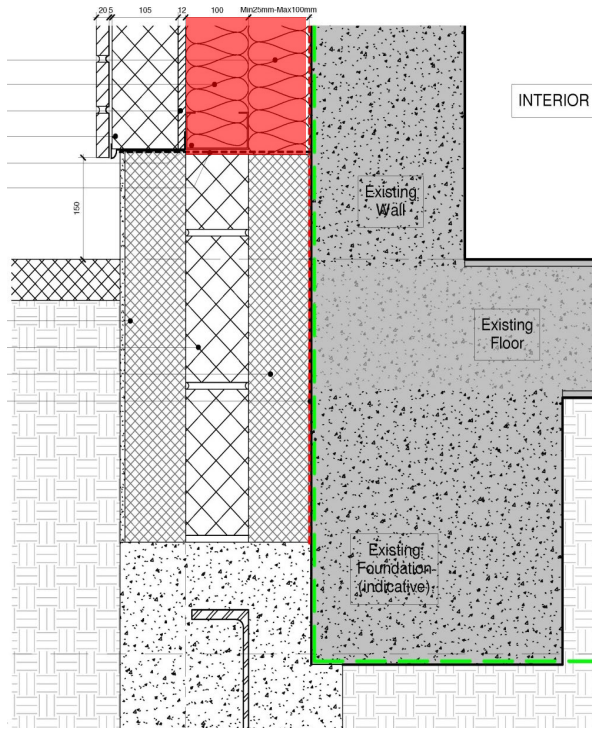 20 5 105 12 100 Min25mm-Max100mm
INTERIOR
Existing
Wall
150
Existing
Floor
Existing
Foundation
(indicative)